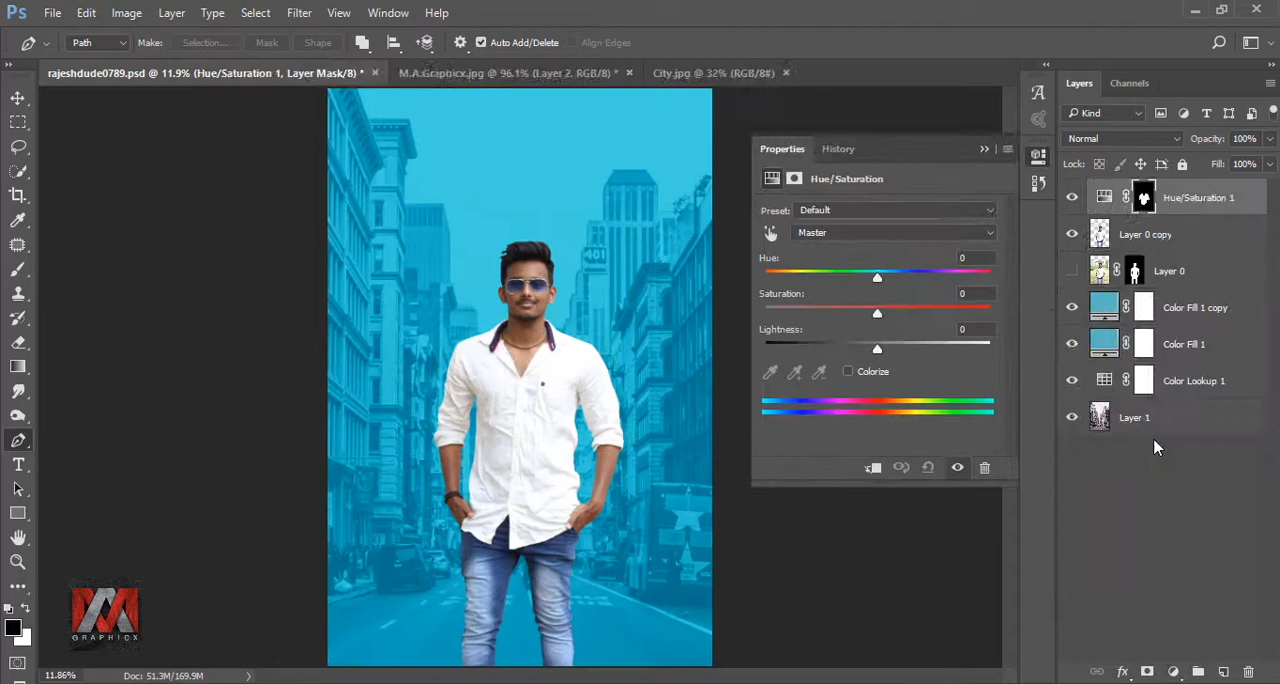 Ps File Edit Image Layer Type Select Filter View Window Help
Path Make: Selection... Mask Shape Auto Add/Delete Align Edges
rajeshdude0789.psd @ 11.9% (Hue/Saturation 1, Layer Mask/8) * × M.A.Graphicx.jpg @ 96.1% (Layer 2, RGB/8) * × City.jpg @ 32% (RGB/8#) ×
Layers Channels
Kind
Normal Opacity: 100%
Lock: Fill: 100%
Hue/Saturation 1
Layer 0 copy
Layer 0
Color Fill 1 copy
Color Fill 1
Color Lookup 1
Layer 1
Properties History
Hue/Saturation
Preset: Default
Master
Hue: 0
Saturation: 0
Lightness: 0
Colorize
401
MA
GRAPHICX
11.86% Doc: 51.3M/169.9M